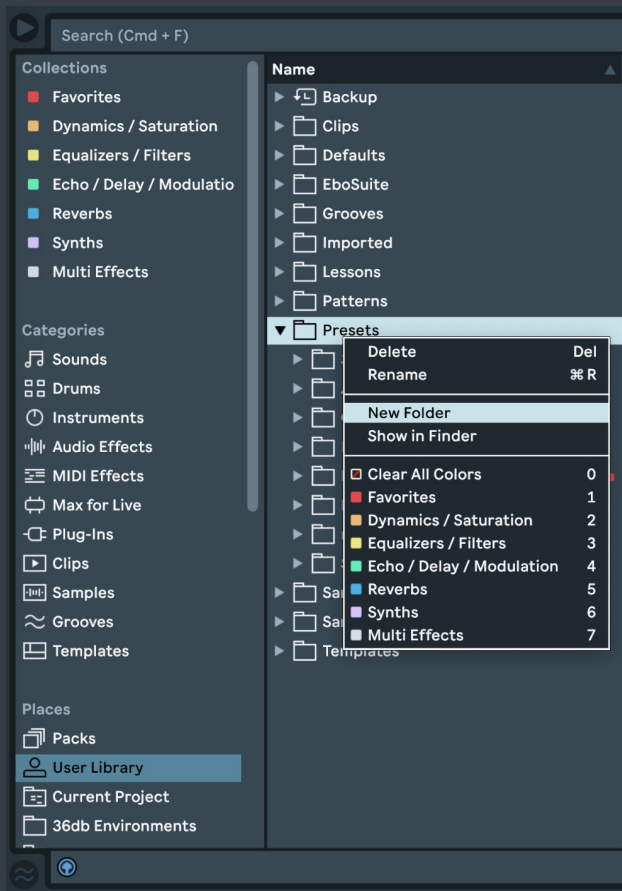 Search (Cmd + F)
Collections
Favorites
Dynamics / Saturation
Equalizers / Filters
Echo / Delay / Modulatio
Reverbs
Synths
Multi Effects
Categories
Sounds
Drums
Instruments
Audio Effects
MIDI Effects
Max for Live
Plug-Ins
Clips
Samples
Grooves
Templates
Places
Packs
User Library
Current Project
36db Environments
Name
Backup
Clips
Defaults
EboSuite
Grooves
Imported
Lessons
Patterns
Presets
Templates
Delete Del
Rename ⌘ R
New Folder
Show in Finder
Clear All Colors 0
Favorites 1
Dynamics / Saturation 2
Equalizers / Filters 3
Echo / Delay / Modulation 4
Reverbs 5
Synths 6
Multi Effects 7